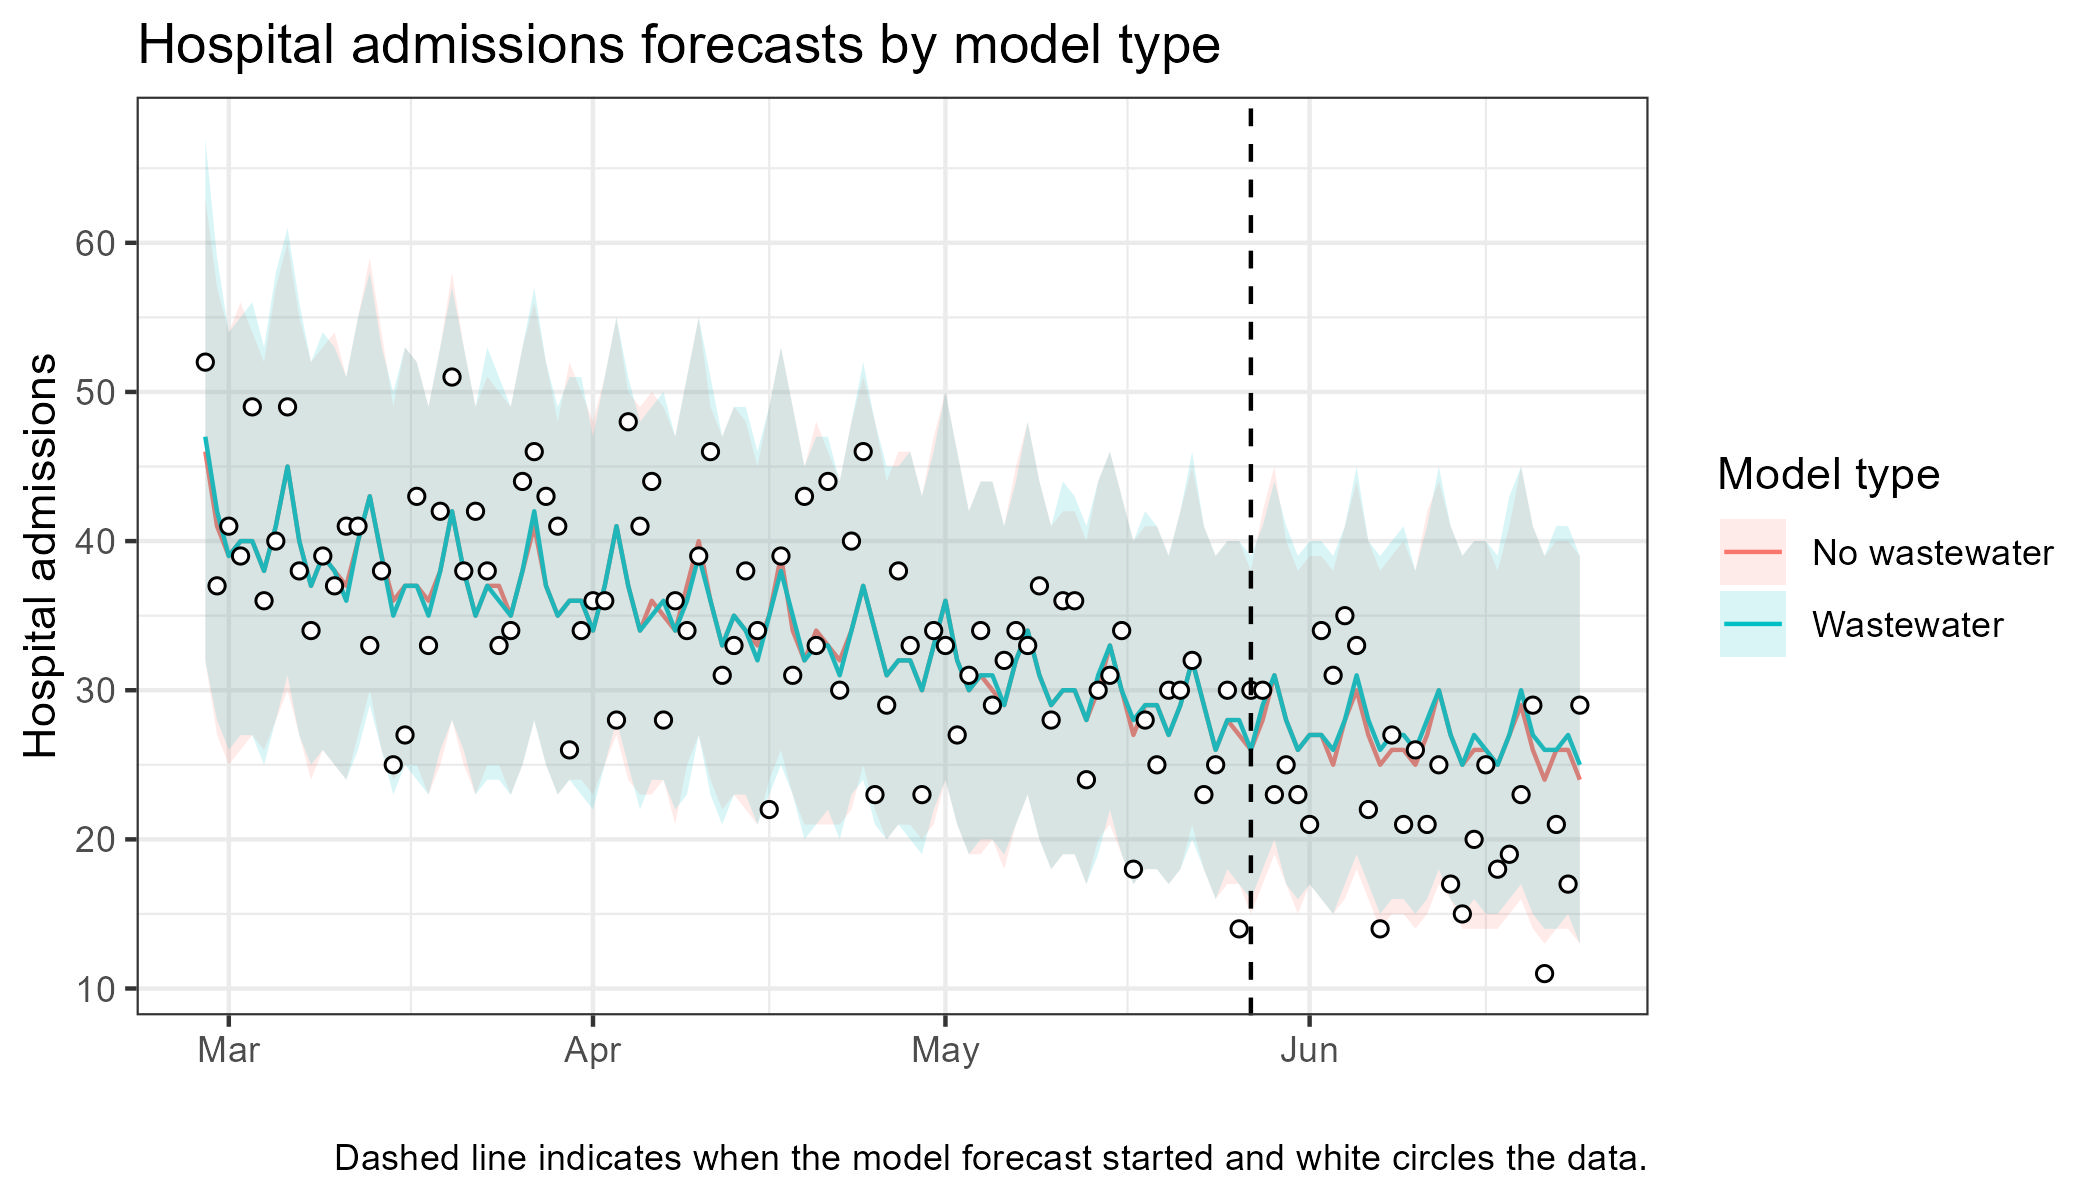 Hospital admissions forecasts by model type
Hospital admissions
60
50
40
30
20
10
Mar
Apr
May
Jun
Model type
No wastewater
Wastewater
Dashed line indicates when the model forecast started and white circles the data.